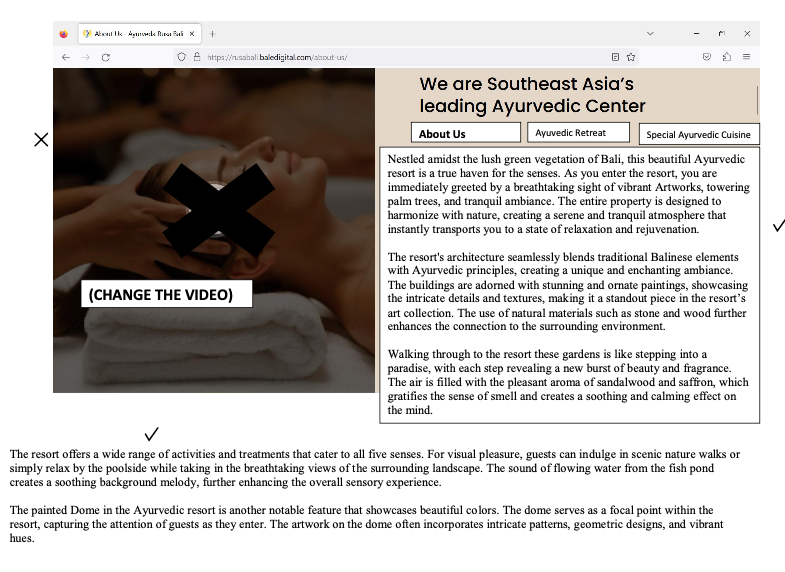 About Us - Ayurveda Rusa Bali
https://rusabali.baledigital.com/about-us/
We are Southeast Asia's
leading Ayurvedic Center
About Us
Ayuvedic Retreat
Special Ayurvedic Cuisine
(CHANGE THE VIDEO)
Nestled amidst the lush green vegetation of Bali, this beautiful Ayurvedic
resort is a true haven for the senses. As you enter the resort, you are
immediately greeted by a breathtaking sight of vibrant Artworks, towering
palm trees, and tranquil ambiance. The entire property is designed to
harmonize with nature, creating a serene and tranquil atmosphere that
instantly transports you to a state of relaxation and rejuvenation.
The resort's architecture seamlessly blends traditional Balinese elements
with Ayurvedic principles, creating a unique and enchanting ambiance.
The buildings are adorned with stunning and ornate paintings, showcasing
the intricate details and textures, making it a standout piece in the resort's
art collection. The use of natural materials such as stone and wood further
enhances the connection to the surrounding environment.
Walking through to the resort these gardens is like stepping into a
paradise, with each step revealing a new burst of beauty and fragrance.
The air is filled with the pleasant aroma of sandalwood and saffron, which
gratifies the sense of smell and creates a soothing and calming effect on
the mind.
The resort offers a wide range of activities and treatments that cater to all five senses. For visual pleasure, guests can indulge in scenic nature walks or
simply relax by the poolside while taking in the breathtaking views of the surrounding landscape. The sound of flowing water from the fish pond
creates a soothing background melody, further enhancing the overall sensory experience.
The painted Dome in the Ayurvedic resort is another notable feature that showcases beautiful colors. The dome serves as a focal point within the
resort, capturing the attention of guests as they enter. The artwork on the dome often incorporates intricate patterns, geometric designs, and vibrant
hues.